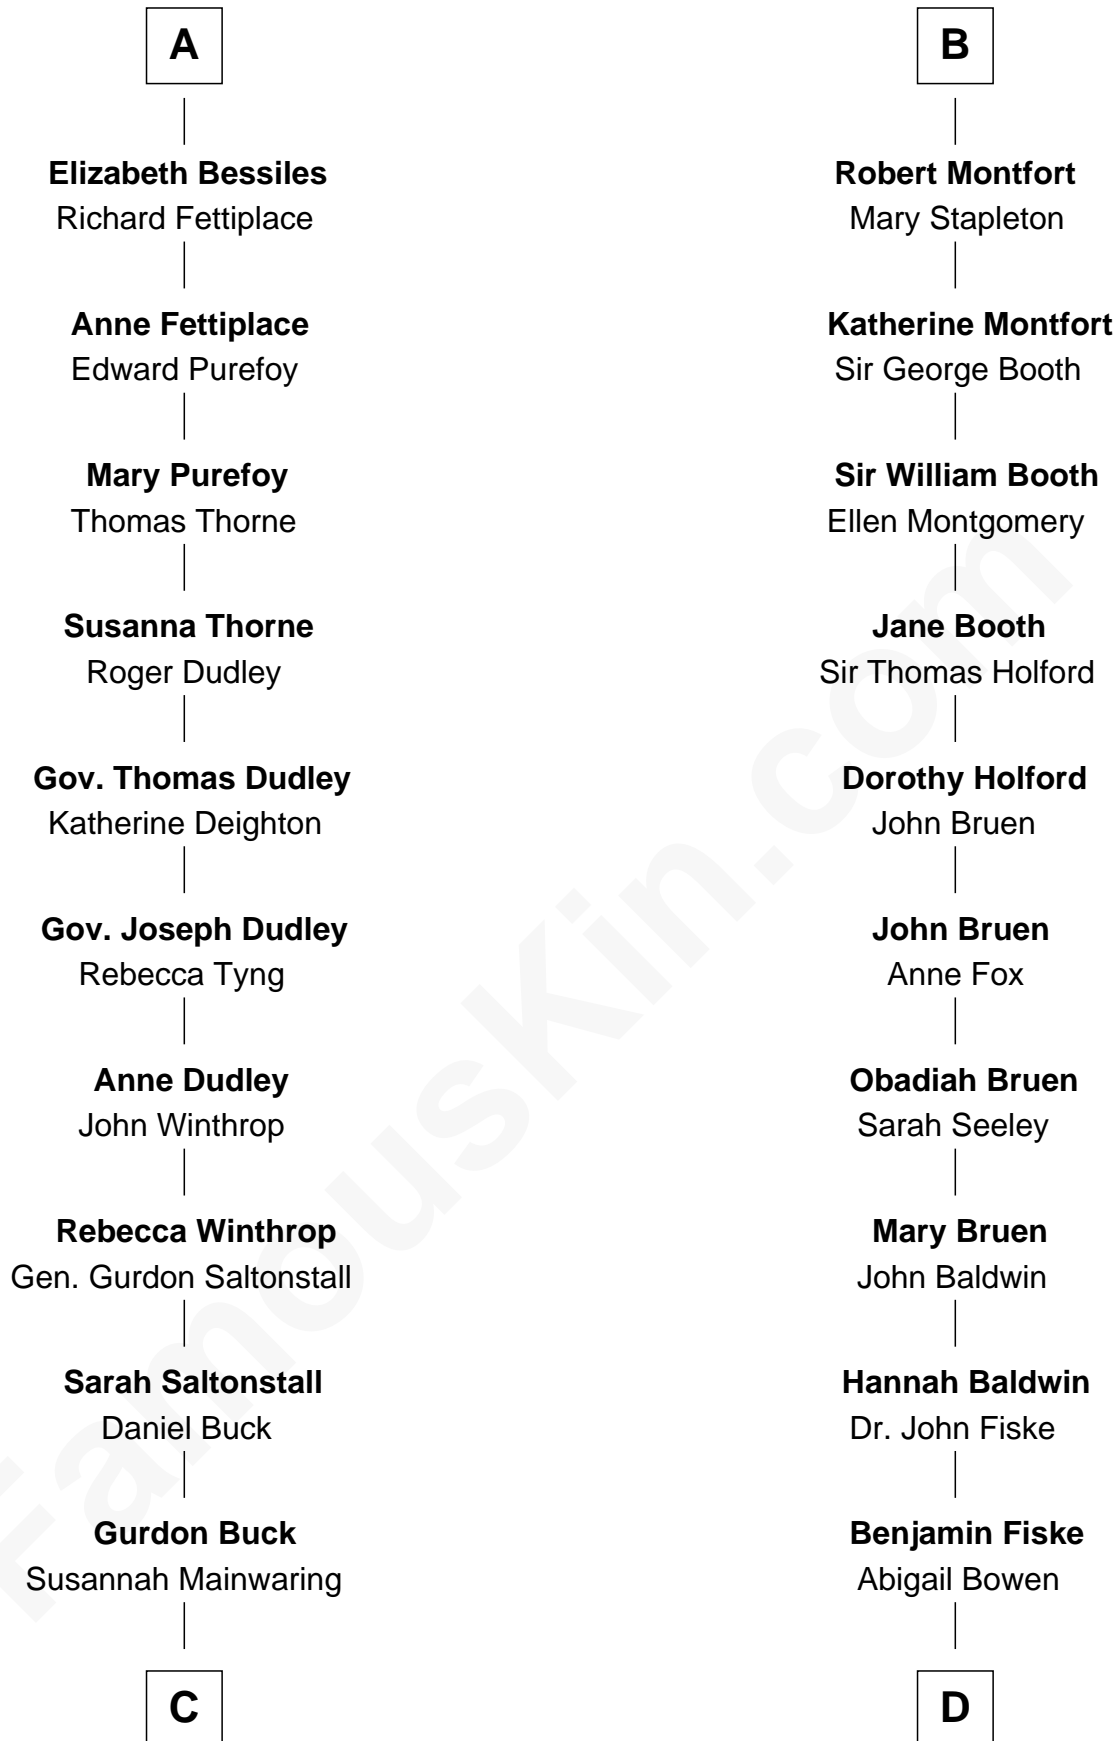 A
Elizabeth Bessiles
Richard Fettiplace
Anne Fettiplace
Edward Purefoy
Mary Purefoy
Thomas Thorne
Susanna Thorne
Roger Dudley
Gov. Thomas Dudley
Katherine Deighton
Gov. Joseph Dudley
Rebecca Tyng
Anne Dudley
John Winthrop
Rebecca Winthrop
Gen. Gurdon Saltonstall
Sarah Saltonstall
Daniel Buck
Gurdon Buck
Susannah Mainwaring
C
B
Robert Montfort
Mary Stapleton
Katherine Montfort
Sir George Booth
Sir William Booth
Ellen Montgomery
Jane Booth
Sir Thomas Holford
Dorothy Holford
John Bruen
John Bruen
Anne Fox
Obadiah Bruen
Sarah Seeley
Mary Bruen
John Baldwin
Hannah Baldwin
Dr. John Fiske
Benjamin Fiske
Abigail Bowen
D
FamousKin.com